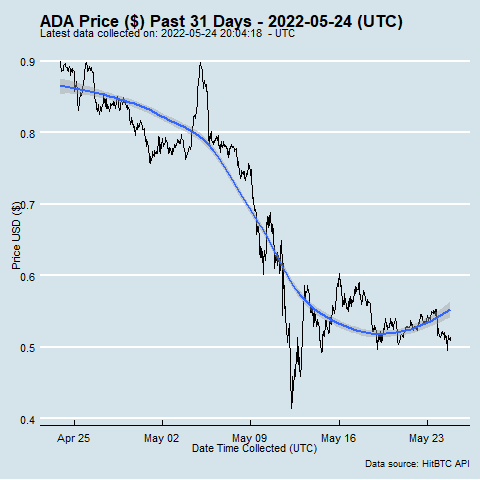 ADA Price ($) Past 31 Days - 2022-05-24 (UTC)
Latest data collected on: 2022-05-24 20:04:18 - UTC
0.9
0.8
0.7
0.6
0.5
0.4
Price USD ($)
Apr 25
May 02
May 09
May 16
May 23
Date Time Collected (UTC)
Data source: HitBTC API